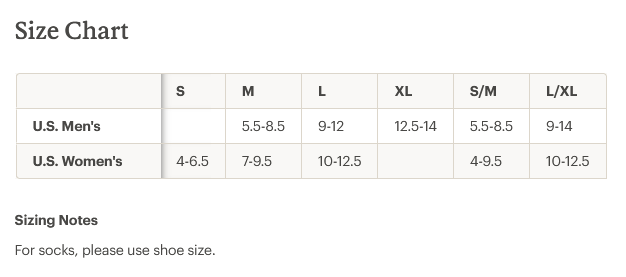 Size Chart
S M L XL S/M L/XL
U.S. Men's 5.5-8.5 9-12 12.5-14 5.5-8.5 9-14
U.S. Women's 4-6.5 7-9.5 10-12.5 4-9.5 10-12.5
Sizing Notes
For socks, please use shoe size.